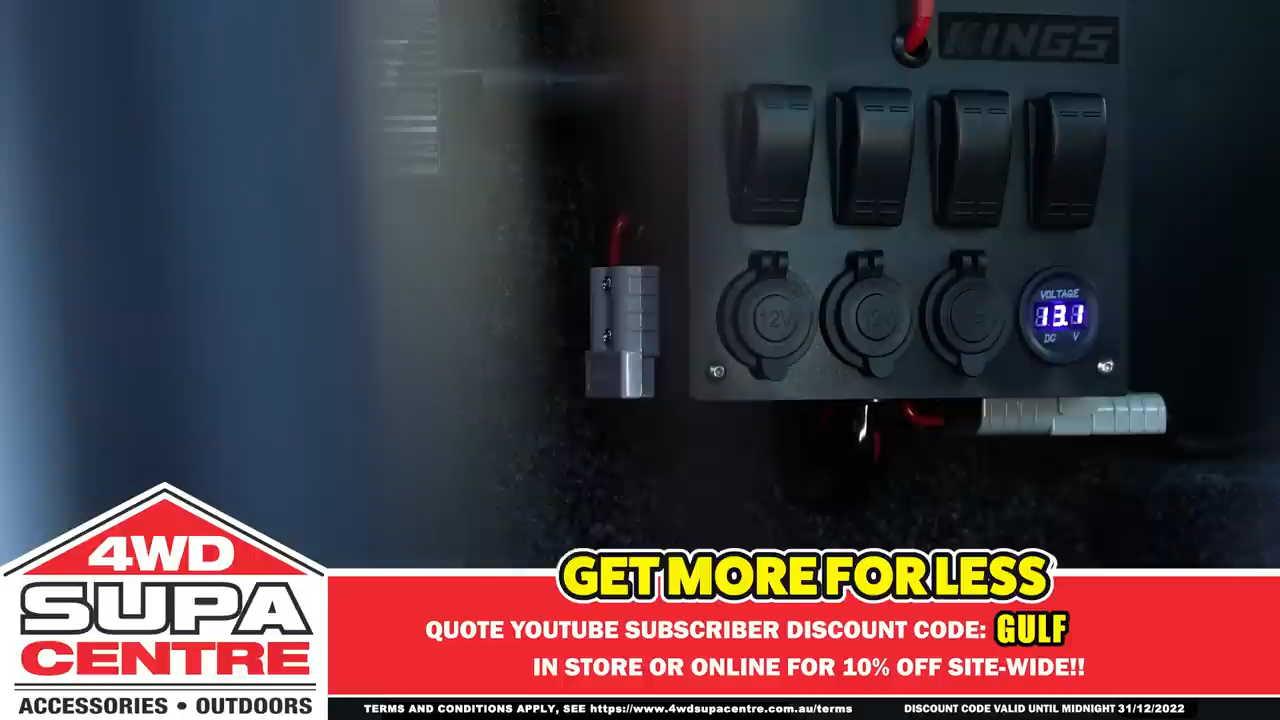 KINGS
12V
12V
VOLTAGE
13.1
DC V
4WD
SUPA
CENTRE
ACCESSORIES • OUTDOORS
GET MORE FOR LESS
QUOTE YOUTUBE SUBSCRIBER DISCOUNT CODE: GULF
IN STORE OR ONLINE FOR 10% OFF SITE-WIDE!!
TERMS AND CONDITIONS APPLY, SEE https://www.4wdsupacentre.com.au/terms
DISCOUNT CODE VALID UNTIL MIDNIGHT 31/12/2022